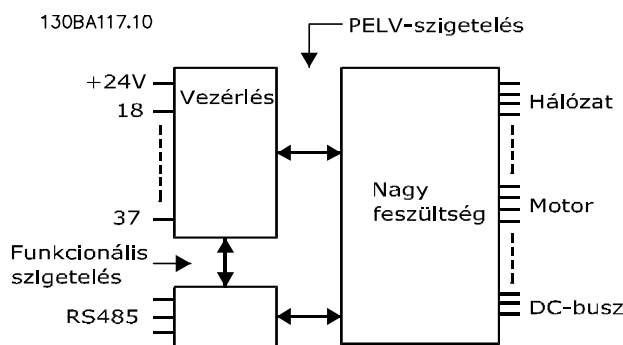 130BA117.10
PELV-szigetelés
+24V
18
37
Vezérlés
Nagy
feszültség
Hálózat
Motor
DC-busz
Funkcionális
szigetelés
RS485